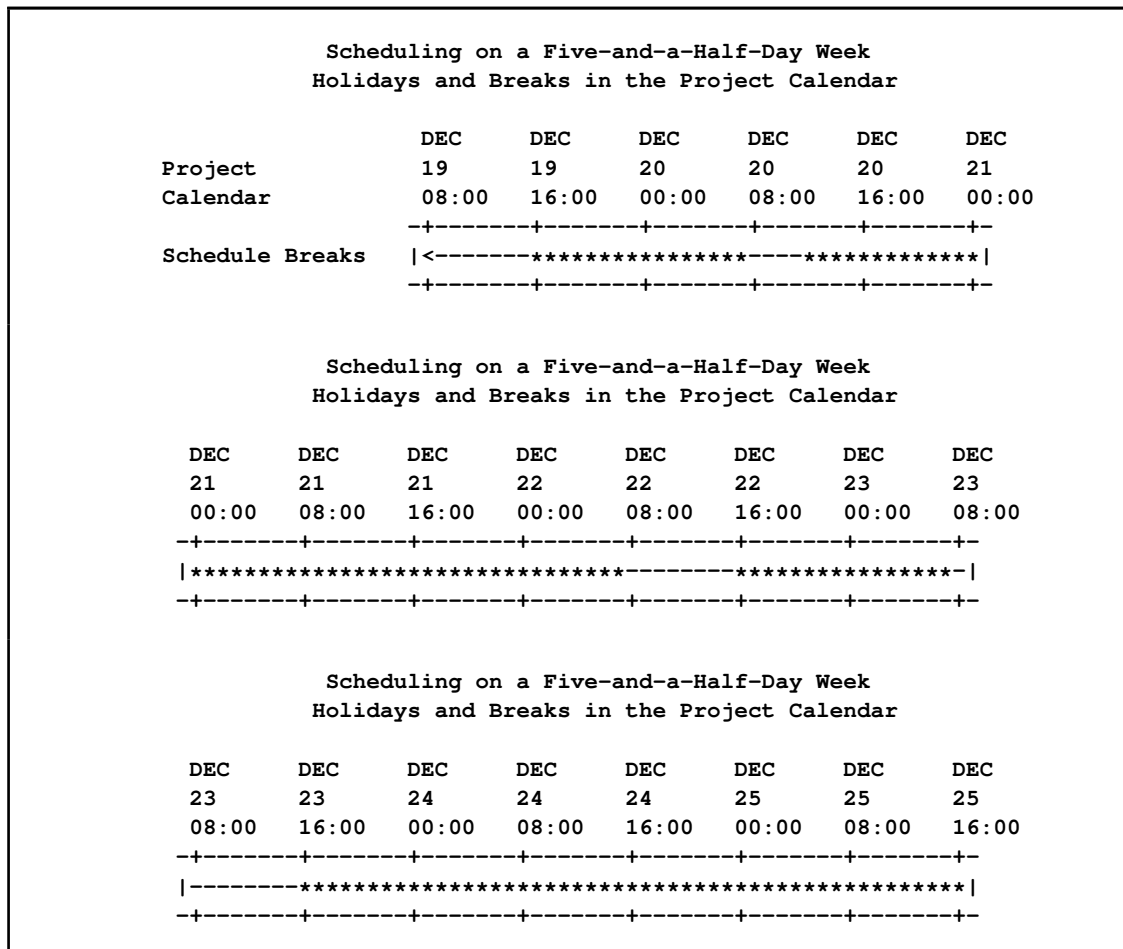 Scheduling on a Five-and-a-Half-Day Week
Holidays and Breaks in the Project Calendar
DEC DEC DEC DEC DEC DEC
Project 19 19 20 20 20 21
Calendar 08:00 16:00 00:00 08:00 16:00 00:00
-+-------+-------+-------+-------+-------+-
Schedule Breaks |<-------****************----*************|
-+-------+-------+-------+-------+-------+-
Scheduling on a Five-and-a-Half-Day Week
Holidays and Breaks in the Project Calendar
DEC DEC DEC DEC DEC DEC DEC DEC
21 21 21 22 22 22 23 23
00:00 08:00 16:00 00:00 08:00 16:00 00:00 08:00
-+-------+-------+-------+-------+-------+-------+-------+-
|********************************--------****************-|
-+-------+-------+-------+-------+-------+-------+-------+-
Scheduling on a Five-and-a-Half-Day Week
Holidays and Breaks in the Project Calendar
DEC DEC DEC DEC DEC DEC DEC DEC
23 23 24 24 24 25 25 25
08:00 16:00 00:00 08:00 16:00 00:00 08:00 16:00
-+-------+-------+-------+-------+-------+-------+-------+-
|--------*************************************************|
-+-------+-------+-------+-------+-------+-------+-------+-